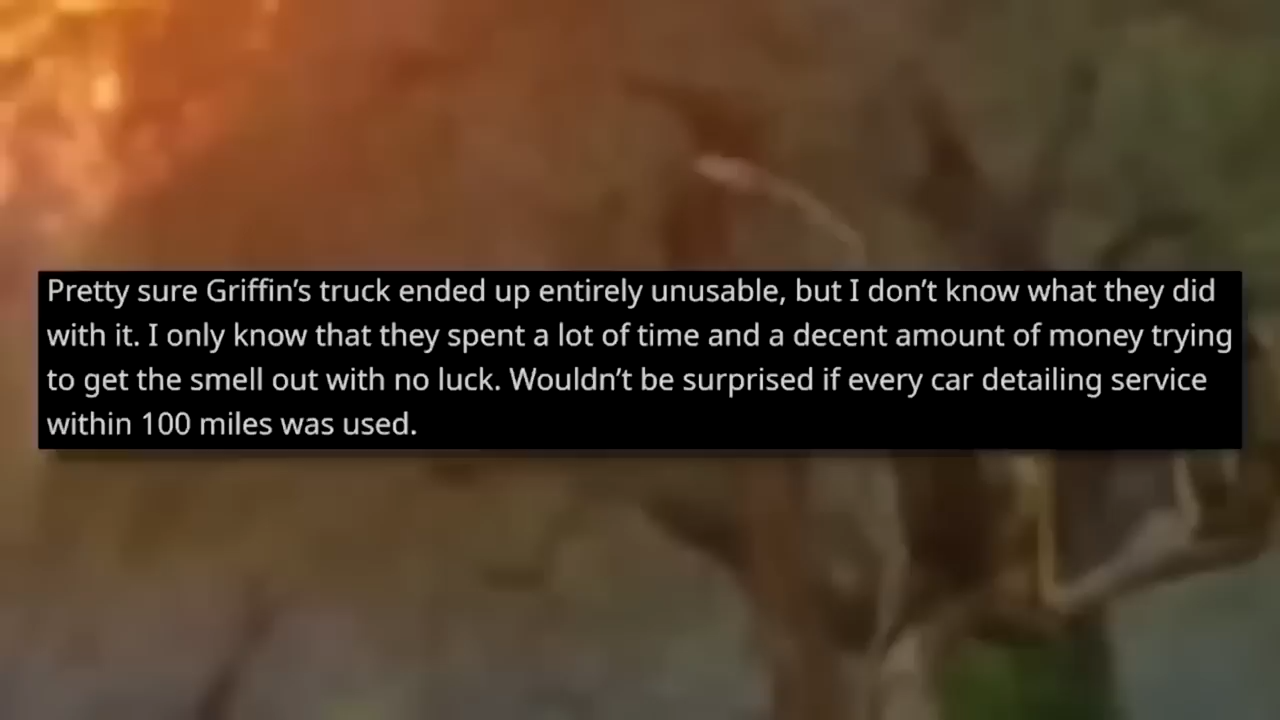 Pretty sure Griffin’s truck ended up entirely unusable, but I don’t know what they did
with it. I only know that they spent a lot of time and a decent amount of money trying
to get the smell out with no luck. Wouldn’t be surprised if every car detailing service
within 100 miles was used.